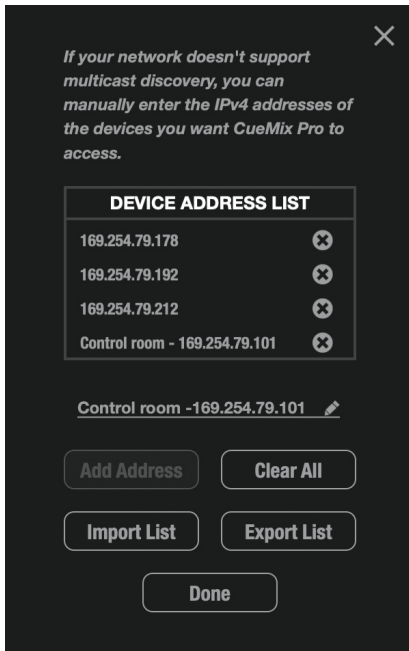 If your network doesn't support
multicast discovery, you can
manually enter the IPv4 addresses of
the devices you want CueMix Pro to
access.
DEVICE ADDRESS LIST
169.254.79.178
169.254.79.192
169.254.79.212
Control room - 169.254.79.101
Control room -169.254.79.101
Add Address
Clear All
Import List
Export List
Done